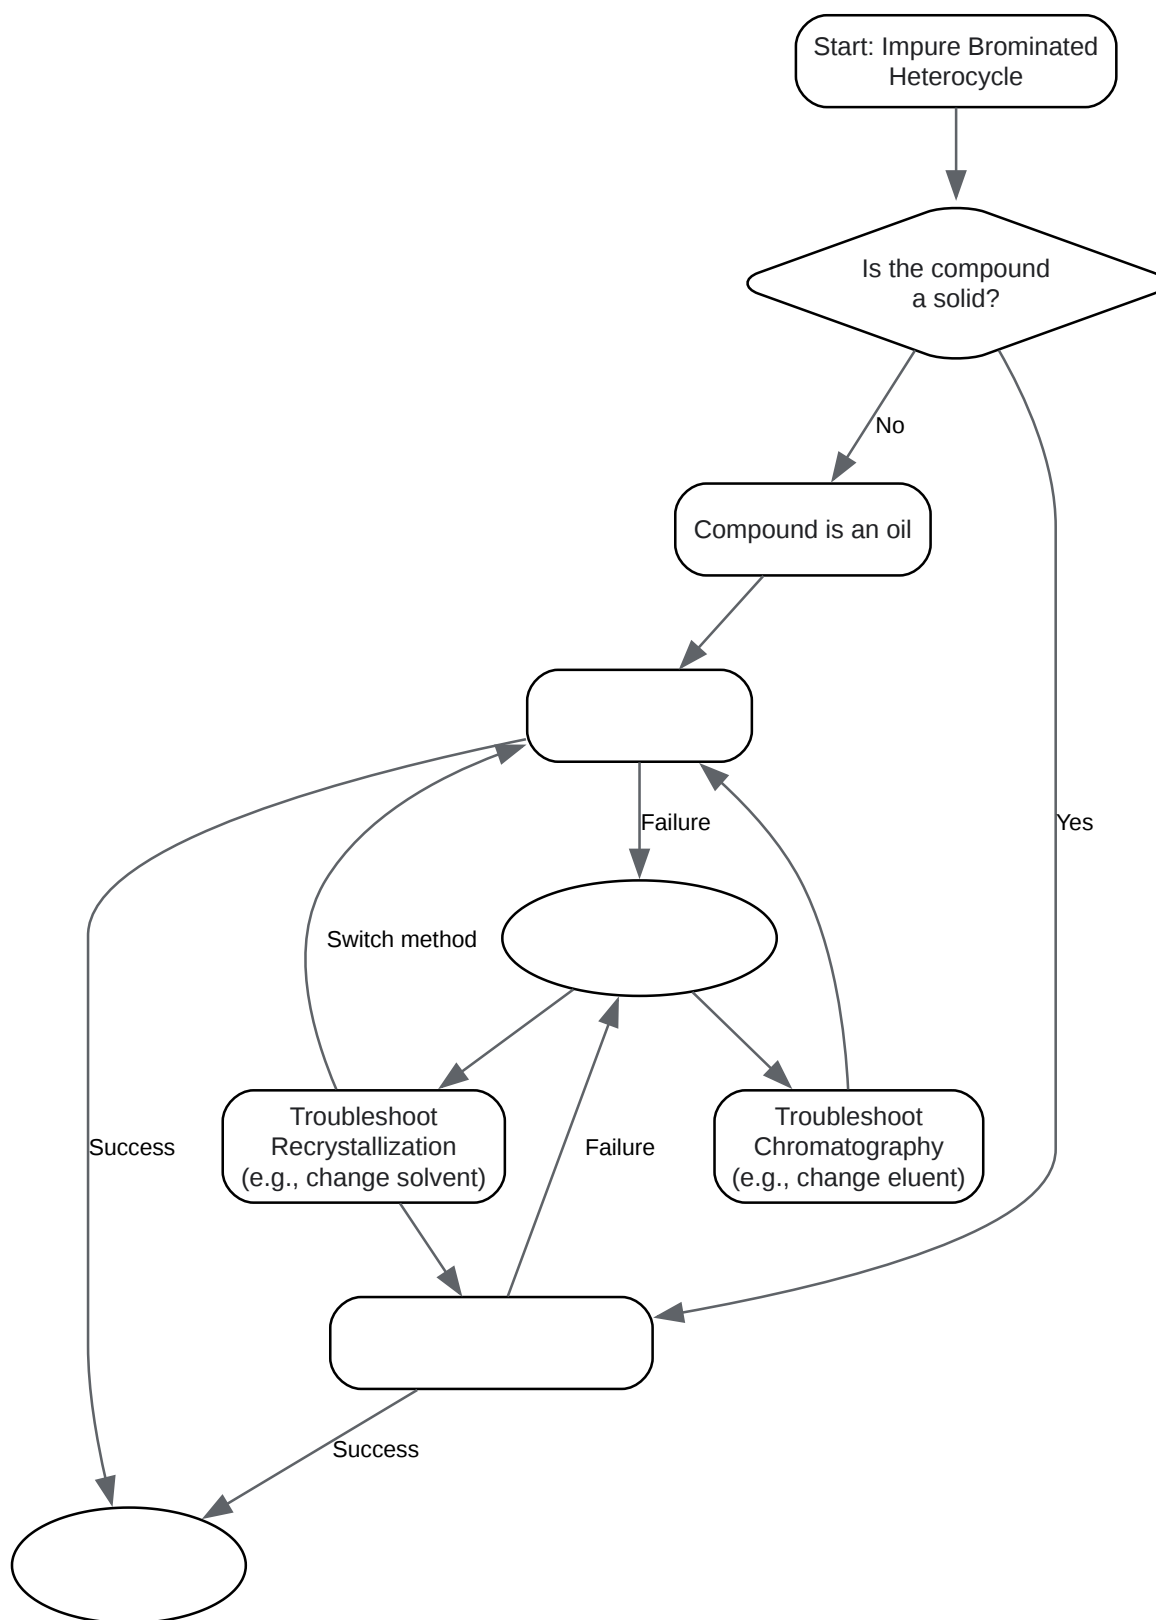 Start: Impure Brominated
Heterocycle
Is the compound
a solid?
No
Compound is an oil
Failure
Yes
Switch method
Troubleshoot
Recrystallization
(e.g., change solvent)
Troubleshoot
Chromatography
(e.g., change eluent)
Success
Failure
Success